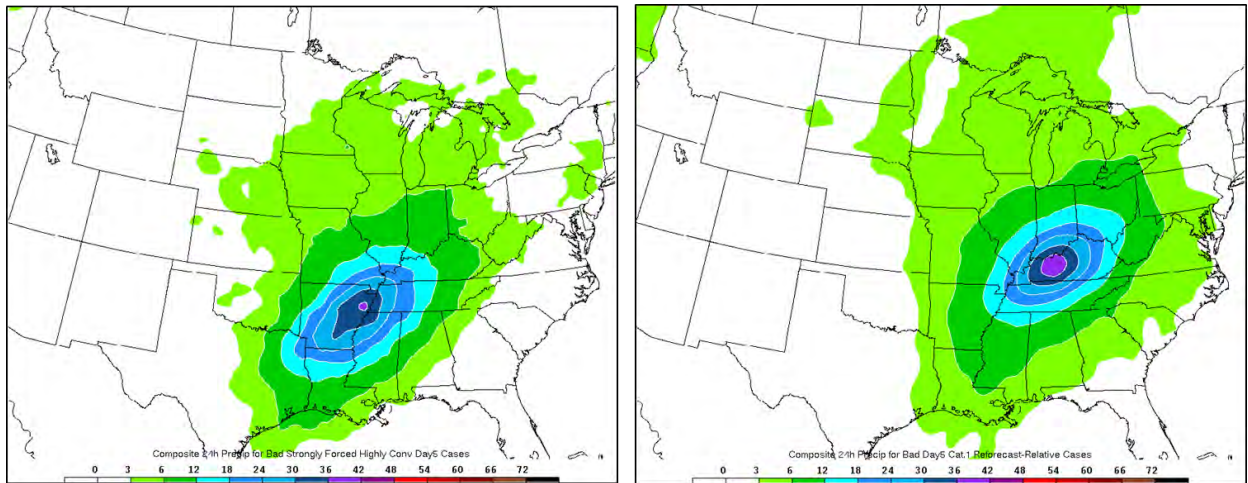 Composite 24h Precip for Bad Strongly Forced Highly Conv Day5 Cases
0 3 6 12 18 24 30 36 42 48 54 60 66 72
Composite 24h Precip for Bad Day5 Cat.1 Reforecast-Relative Cases
0 3 6 12 18 24 30 36 42 48 54 60 66 72